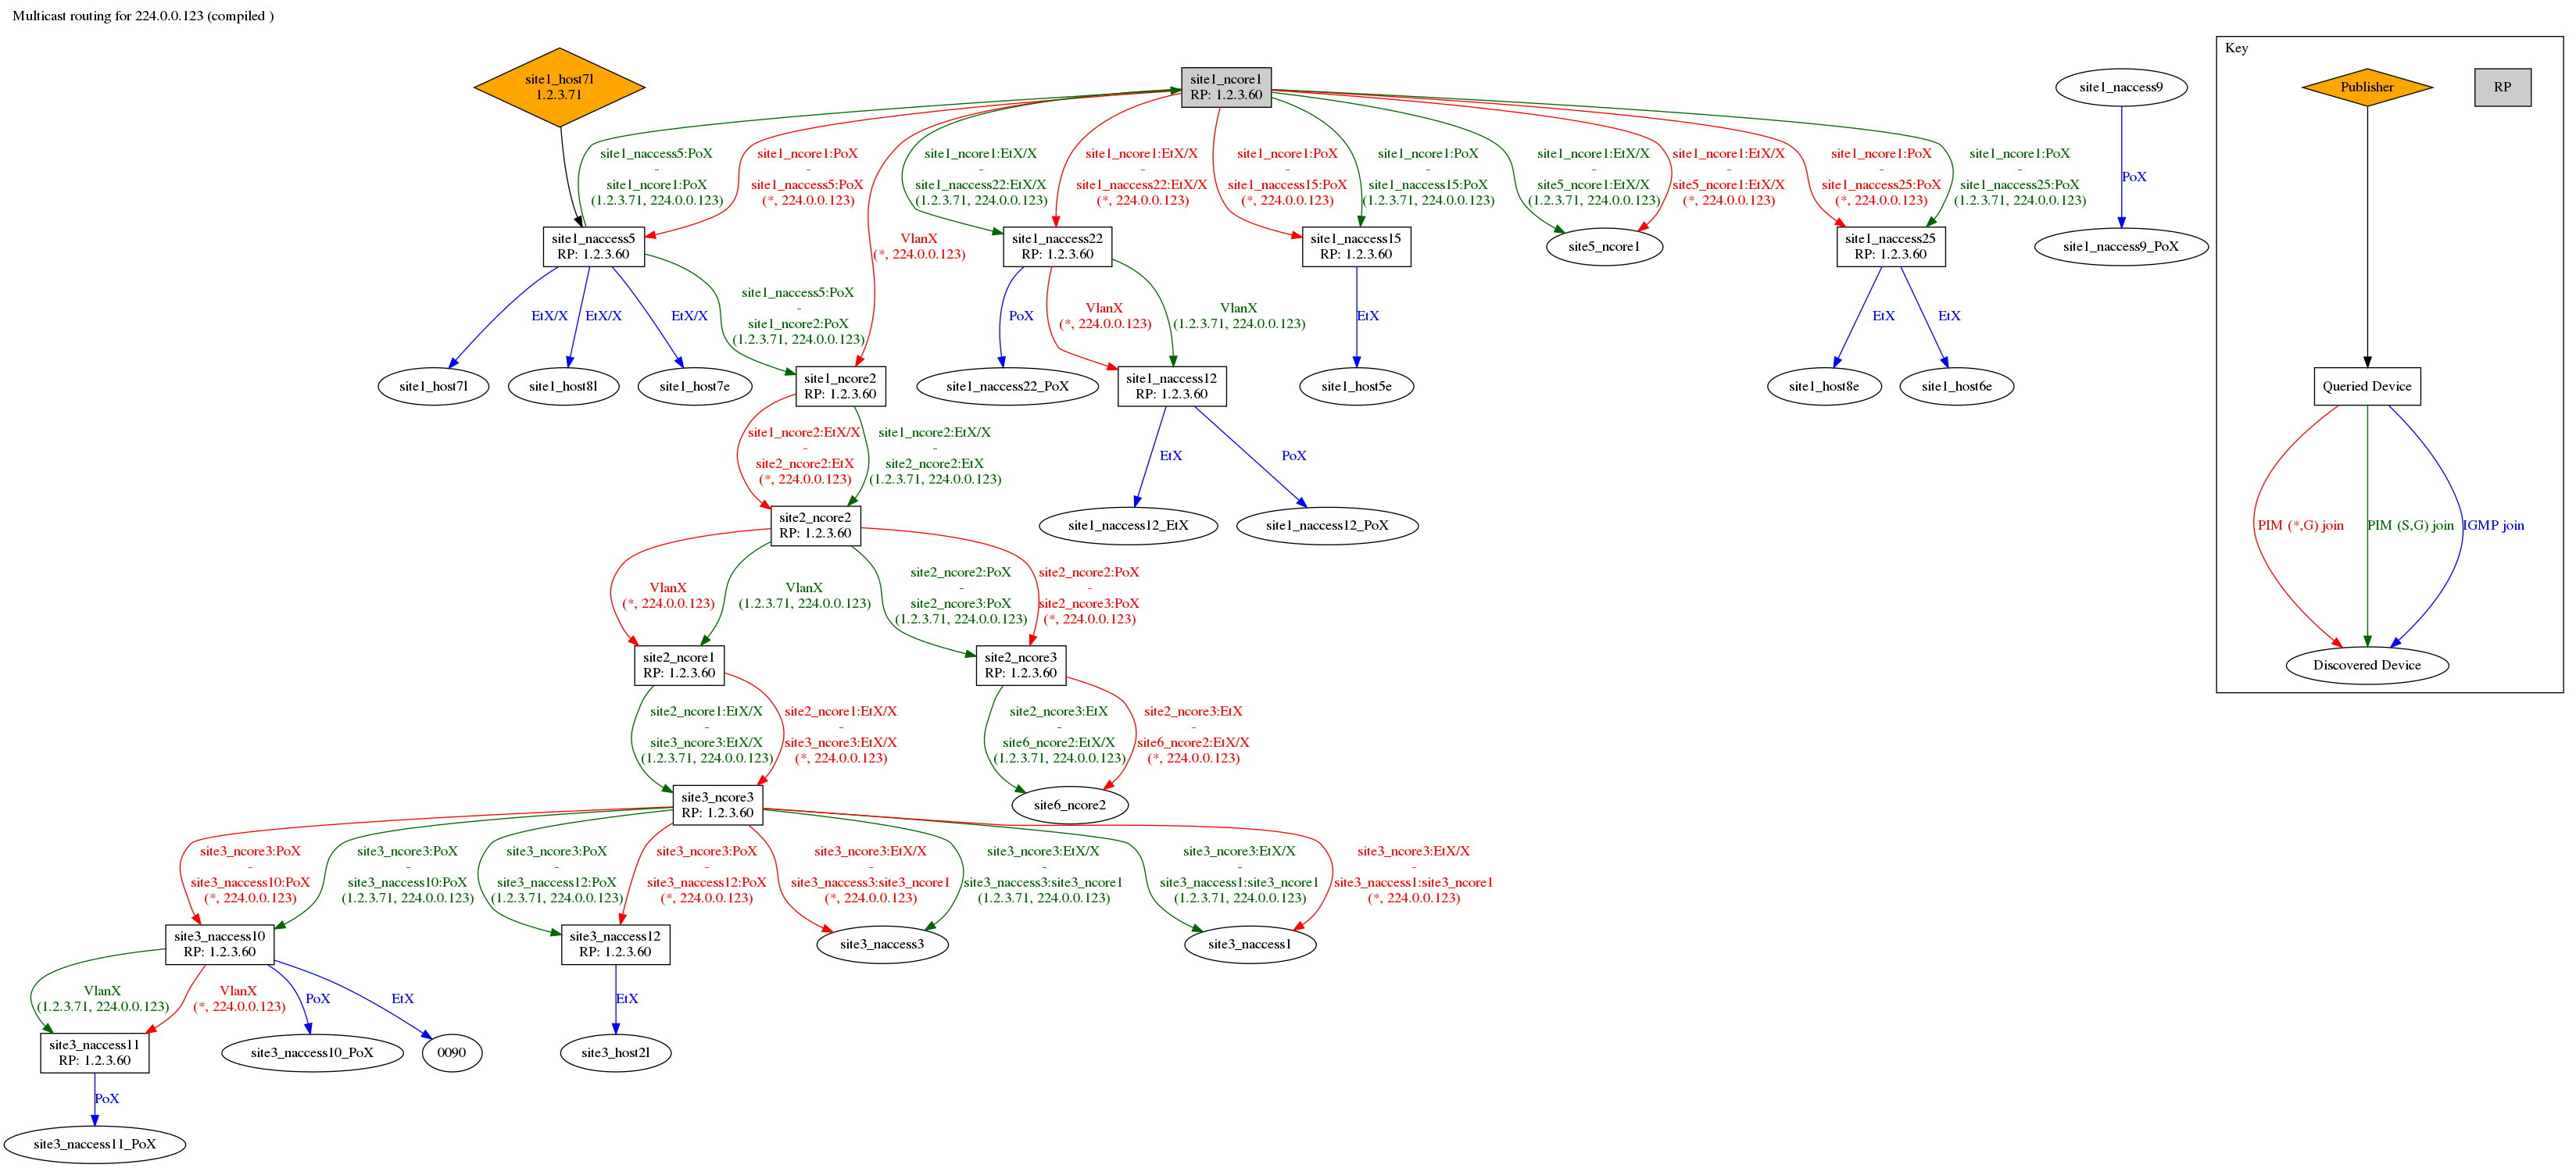 Multicast routing for 224.0.0.123 (compiled )
site1_host7l
1.2.3.71
site1_ncore1
RP: 1.2.3.60
site1_naccess9
Key
Publisher
RP
site1_naccess5:PoX
-
site1_ncore1:PoX
(1.2.3.71, 224.0.0.123)
site1_ncore1:PoX
-
site1_naccess5:PoX
(*, 224.0.0.123)
VlanX
(*, 224.0.0.123)
site1_ncore1:EtX/X
-
site1_naccess22:EtX/X
(1.2.3.71, 224.0.0.123)
site1_ncore1:EtX/X
-
site1_naccess22:EtX/X
(*, 224.0.0.123)
site1_ncore1:PoX
-
site1_naccess15:PoX
(*, 224.0.0.123)
site1_ncore1:PoX
-
site1_naccess15:PoX
(1.2.3.71, 224.0.0.123)
site1_ncore1:EtX/X
-
site5_ncore1:EtX/X
(1.2.3.71, 224.0.0.123)
site1_ncore1:EtX/X
-
site5_ncore1:EtX/X
(*, 224.0.0.123)
site1_ncore1:PoX
-
site1_naccess25:PoX
(*, 224.0.0.123)
site1_ncore1:PoX
-
site1_naccess25:PoX
(1.2.3.71, 224.0.0.123)
PoX
site1_naccess5
RP: 1.2.3.60
site1_naccess22
RP: 1.2.3.60
site1_naccess15
RP: 1.2.3.60
site5_ncore1
site1_naccess25
RP: 1.2.3.60
site1_naccess9_PoX
EtX/X
EtX/X
EtX/X
site1_naccess5:PoX
-
site1_ncore2:PoX
(1.2.3.71, 224.0.0.123)
PoX
VlanX
(*, 224.0.0.123)
VlanX
(1.2.3.71, 224.0.0.123)
EtX
EtX
EtX
site1_host7l
site1_host8l
site1_host7e
site1_ncore2
RP: 1.2.3.60
site1_naccess22_PoX
site1_naccess12
RP: 1.2.3.60
site1_host5e
site1_host8e
site1_host6e
Queried Device
site1_ncore2:EtX/X
-
site2_ncore2:EtX
(*, 224.0.0.123)
site1_ncore2:EtX/X
-
site2_ncore2:EtX
(1.2.3.71, 224.0.0.123)
EtX
PoX
site2_ncore2
RP: 1.2.3.60
site1_naccess12_EtX
site1_naccess12_PoX
PIM (*,G) join
PIM (S,G) join
IGMP join
VlanX
(*, 224.0.0.123)
VlanX
(1.2.3.71, 224.0.0.123)
site2_ncore2:PoX
-
site2_ncore3:PoX
(1.2.3.71, 224.0.0.123)
site2_ncore2:PoX
-
site2_ncore3:PoX
(*, 224.0.0.123)
site2_ncore1
RP: 1.2.3.60
site2_ncore3
RP: 1.2.3.60
Discovered Device
site2_ncore1:EtX/X
-
site3_ncore3:EtX/X
(1.2.3.71, 224.0.0.123)
site2_ncore1:EtX/X
-
site3_ncore3:EtX/X
(*, 224.0.0.123)
site2_ncore3:EtX
-
site6_ncore2:EtX/X
(1.2.3.71, 224.0.0.123)
site2_ncore3:EtX
-
site6_ncore2:EtX/X
(*, 224.0.0.123)
site3_ncore3
RP: 1.2.3.60
site6_ncore2
site3_ncore3:PoX
-
site3_naccess10:PoX
(*, 224.0.0.123)
site3_ncore3:PoX
-
site3_naccess10:PoX
(1.2.3.71, 224.0.0.123)
site3_ncore3:PoX
-
site3_naccess12:PoX
(1.2.3.71, 224.0.0.123)
site3_ncore3:PoX
-
site3_naccess12:PoX
(*, 224.0.0.123)
site3_ncore3:EtX/X
-
site3_naccess3:site3_ncore1
(*, 224.0.0.123)
site3_ncore3:EtX/X
-
site3_naccess3:site3_ncore1
(1.2.3.71, 224.0.0.123)
site3_ncore3:EtX/X
-
site3_naccess1:site3_ncore1
(1.2.3.71, 224.0.0.123)
site3_ncore3:EtX/X
-
site3_naccess1:site3_ncore1
(*, 224.0.0.123)
site3_naccess10
RP: 1.2.3.60
site3_naccess12
RP: 1.2.3.60
site3_naccess3
site3_naccess1
VlanX
(1.2.3.71, 224.0.0.123)
VlanX
(*, 224.0.0.123)
PoX
EtX
EtX
site3_naccess11
RP: 1.2.3.60
site3_naccess10_PoX
0090
site3_host2l
PoX
site3_naccess11_PoX